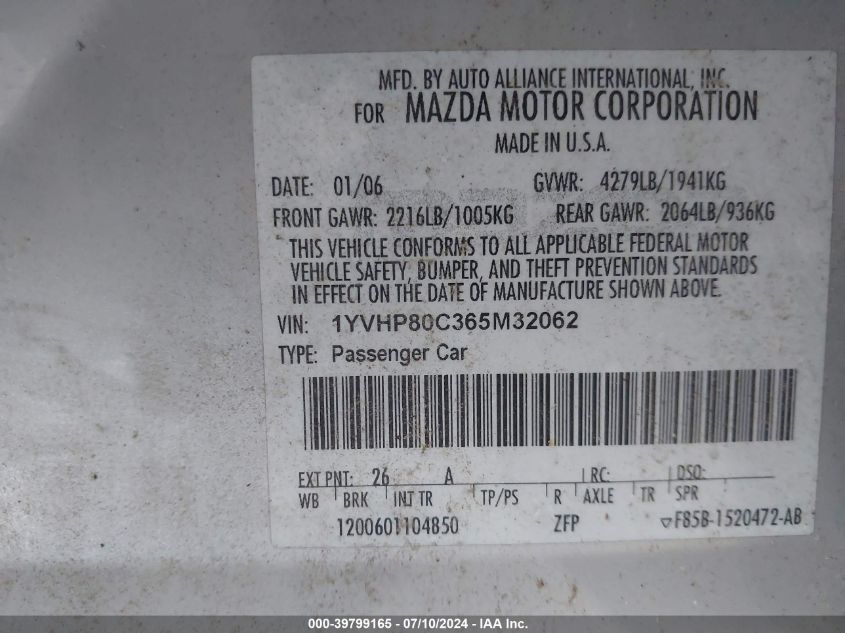 MFD. BY AUTO ALLIANCE INTERNATIONAL, INC.
FOR MAZDA MOTOR CORPORATION
MADE IN U.S.A.
DATE: 01/06 GVWR: 4279LB/1941KG
FRONT GAWR: 2216LB/1005KG REAR GAWR: 2064LB/936KG
THIS VEHICLE CONFORMS TO ALL APPLICABLE FEDERAL MOTOR
VEHICLE SAFETY, BUMPER, AND THEFT PREVENTION STANDARDS
IN EFFECT ON THE DATE OF MANUFACTURE SHOWN ABOVE.
VIN: 1YVHP80C365M32062
TYPE: Passenger Car
EXT PNT: 26 A RC: DSO:
WB BRK INT TR TP/PS R AXLE TR SPR
1200601104850 ZFP F85B-1520472-AB
000-39799165 - 07/10/2024 - IAA Inc.